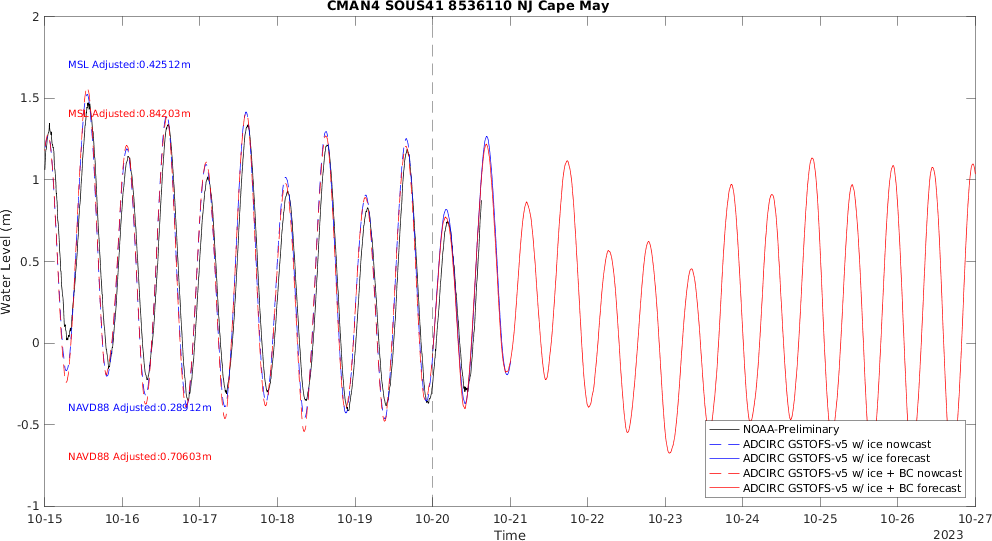 CMAN4 SOUS41 8536110 NJ Cape May
2
MSL Adjusted:0.42512m
1.5
MSL Adjusted:0.84203m
1
Water Level (m)
0.5
0
NAVD88 Adjusted:0.28912m
-0.5
NAVD88 Adjusted:0.70603m
-1
NOAA-Preliminary
ADCIRC GSTOFS-v5 w/ ice nowcast
ADCIRC GSTOFS-v5 w/ ice forecast
ADCIRC GSTOFS-v5 w/ ice + BC nowcast
ADCIRC GSTOFS-v5 w/ ice + BC forecast
10-15 10-16 10-17 10-18 10-19 10-20 10-21 10-22 10-23 10-24 10-25 10-26 10-27
Time
2023